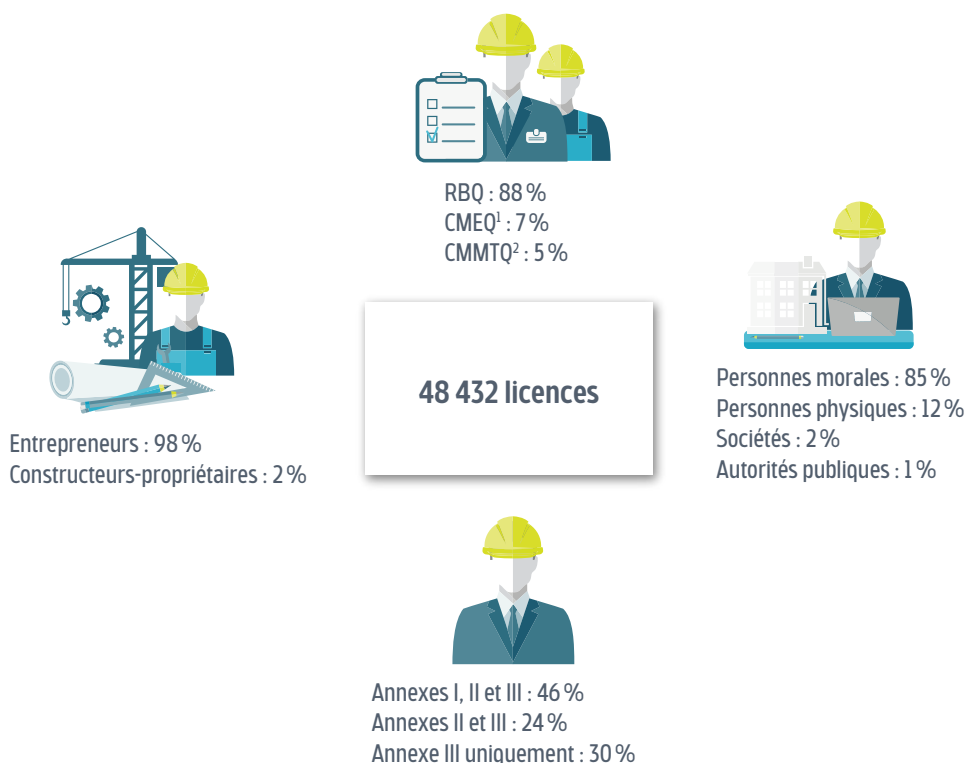 RBQ : 88 %
CMEQ¹ : 7 %
CMMTQ² : 5 %
Entrepreneurs : 98 %
Constructeurs-propriétaires : 2 %
48 432 licences
Personnes morales : 85 %
Personnes physiques : 12 %
Sociétés : 2 %
Autorités publiques : 1 %
Annexes I, II et III : 46 %
Annexes II et III : 24 %
Annexe III uniquement : 30 %